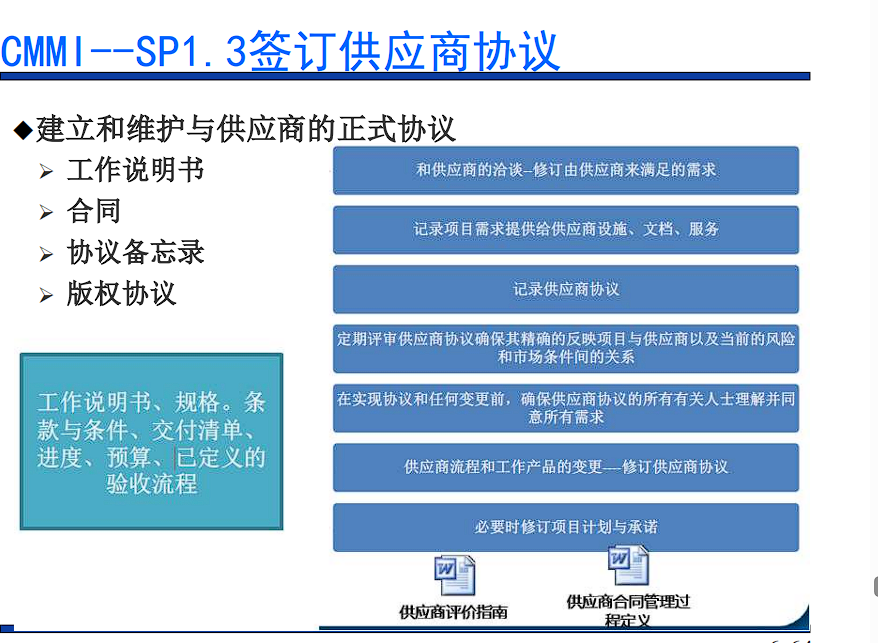 CMMI--SP1.3签订供应商协议
◆建立和维护与供应商的正式协议
➢ 工作说明书
➢ 合同
➢ 协议备忘录
➢ 版权协议
工作说明书、规格。条
款与条件、交付清单、
进度、预算、已定义的
验收流程
和供应商的洽谈--修订由供应商来满足的需求
记录项目需求提供给供应商设施、文档、服务
记录供应商协议
定期评审供应商协议确保其精确的反映项目与供应商以及当前的风险
和市场条件间的关系
在实现协议和任何变更前，确保供应商协议的所有有关人士理解并同
意所有需求
供应商流程和工作产品的变更----修订供应商协议
必要时修订项目计划与承诺
供应商评价指南
供应商合同管理过
程定义